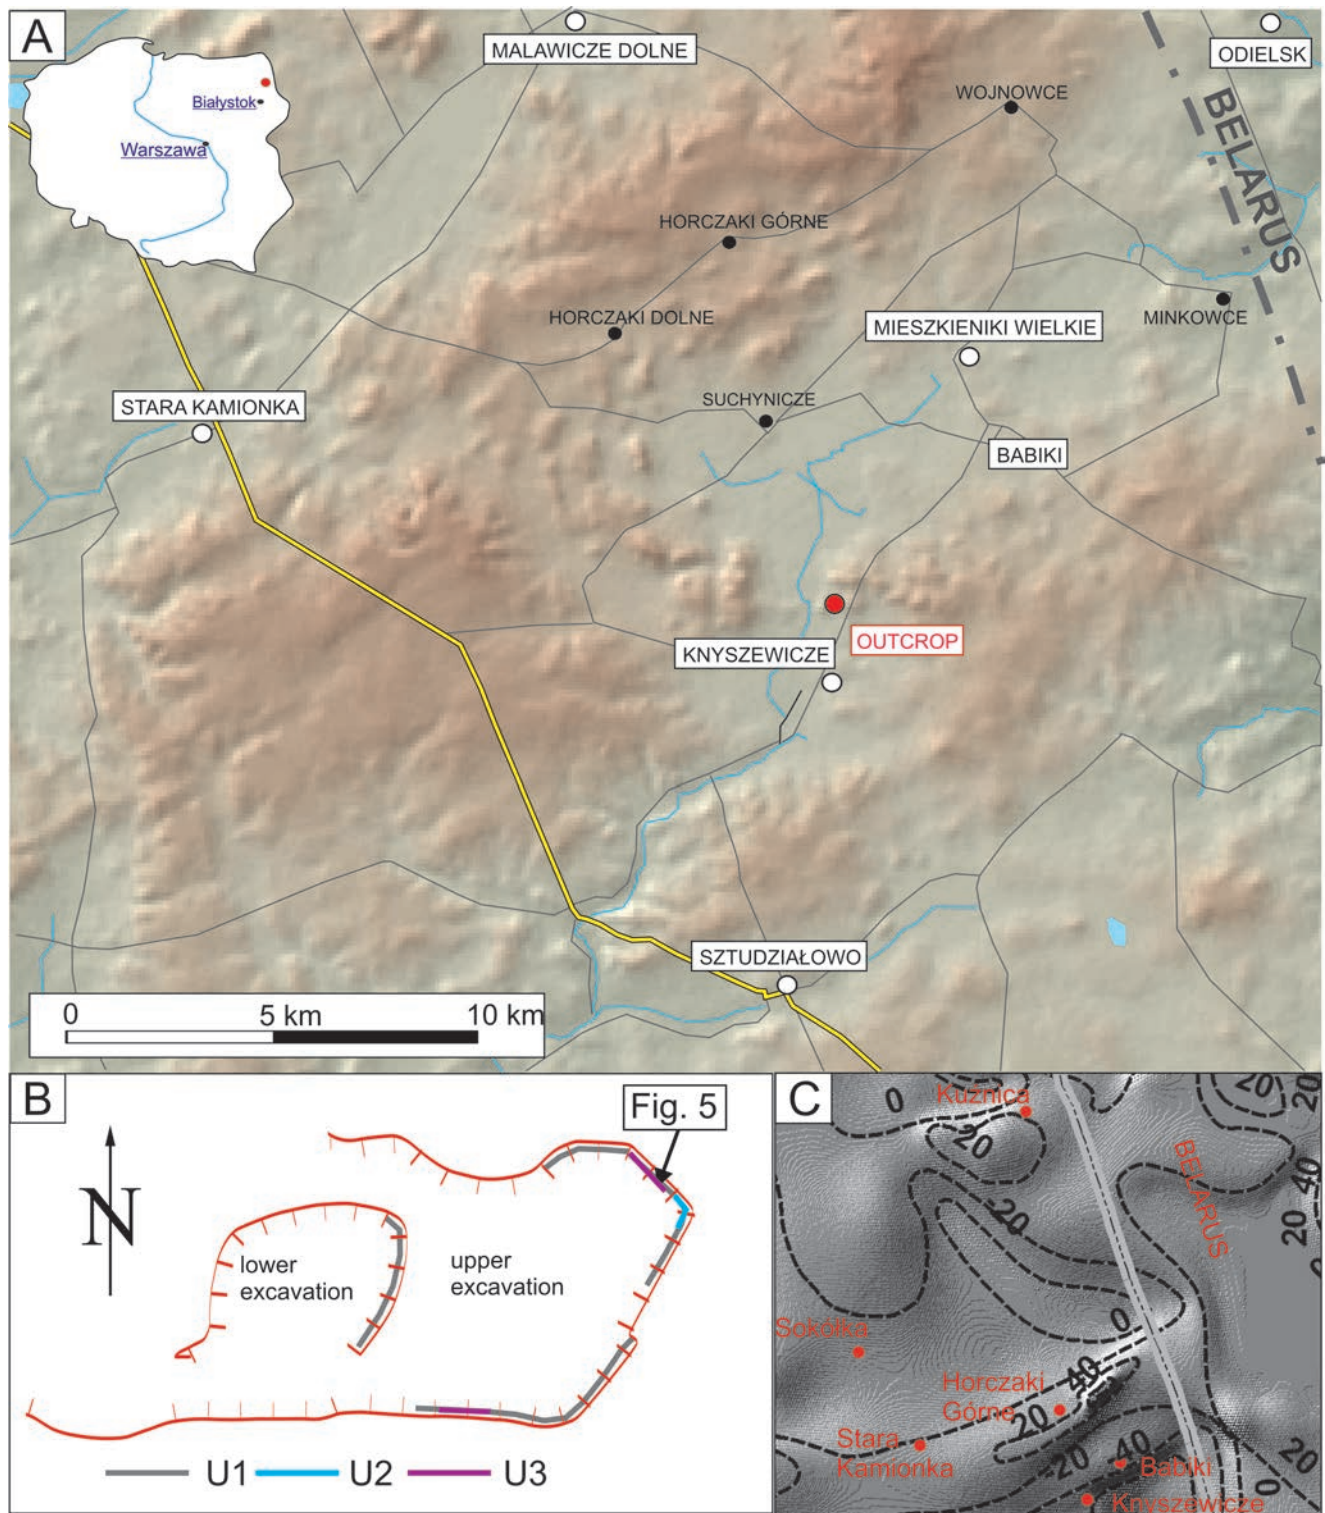 A
MALAWICZE DOLNE
ODIELSK
Białystok
Warszawa
WOJNOWCE
BELARUS
HORCZAKI GÓRNE
HORCZAKI DOLNE
MIESZKIENIKI WIELKIE
MINKOWCE
STARA KAMIONKA
SUCHYNICZE
BABIKI
KNYSZEWICZE
OUTCROP
SZTUDZIAŁOWO
0 5 km 10 km
B
Fig. 5
N
lower
excavation
upper
excavation
U1 U2 U3
C
Kuźnica
0
20
20
20
40
20
0
BELARUS
20
Sokółka
0
Horczaki
Górne
40
20
Stara
Kamionka
20
40
Babiki
Knyszewicze
0
20